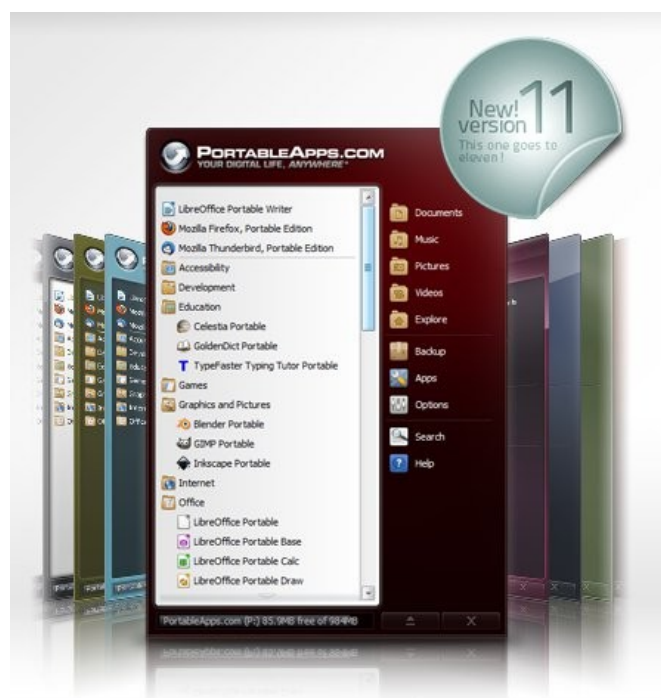 New! version 11
This one goes to
eleven!
PORTABLEAPPS.COM
YOUR DIGITAL LIFE, ANYWHERE
LibreOffice Portable Writer
Mozilla Firefox, Portable Edition
Mozilla Thunderbird, Portable Edition
Accessibility
Development
Education
Celestia Portable
GoldenDict Portable
TypeFaster Typing Tutor Portable
Games
Graphics and Pictures
Blender Portable
GIMP Portable
Inkscape Portable
Internet
Office
LibreOffice Portable
LibreOffice Portable Base
LibreOffice Portable Calc
LibreOffice Portable Draw
Documents
Music
Pictures
Videos
Explore
Backup
Apps
Options
Search
Help
PortableApps.com (P:) 85.9MB free of 984MB